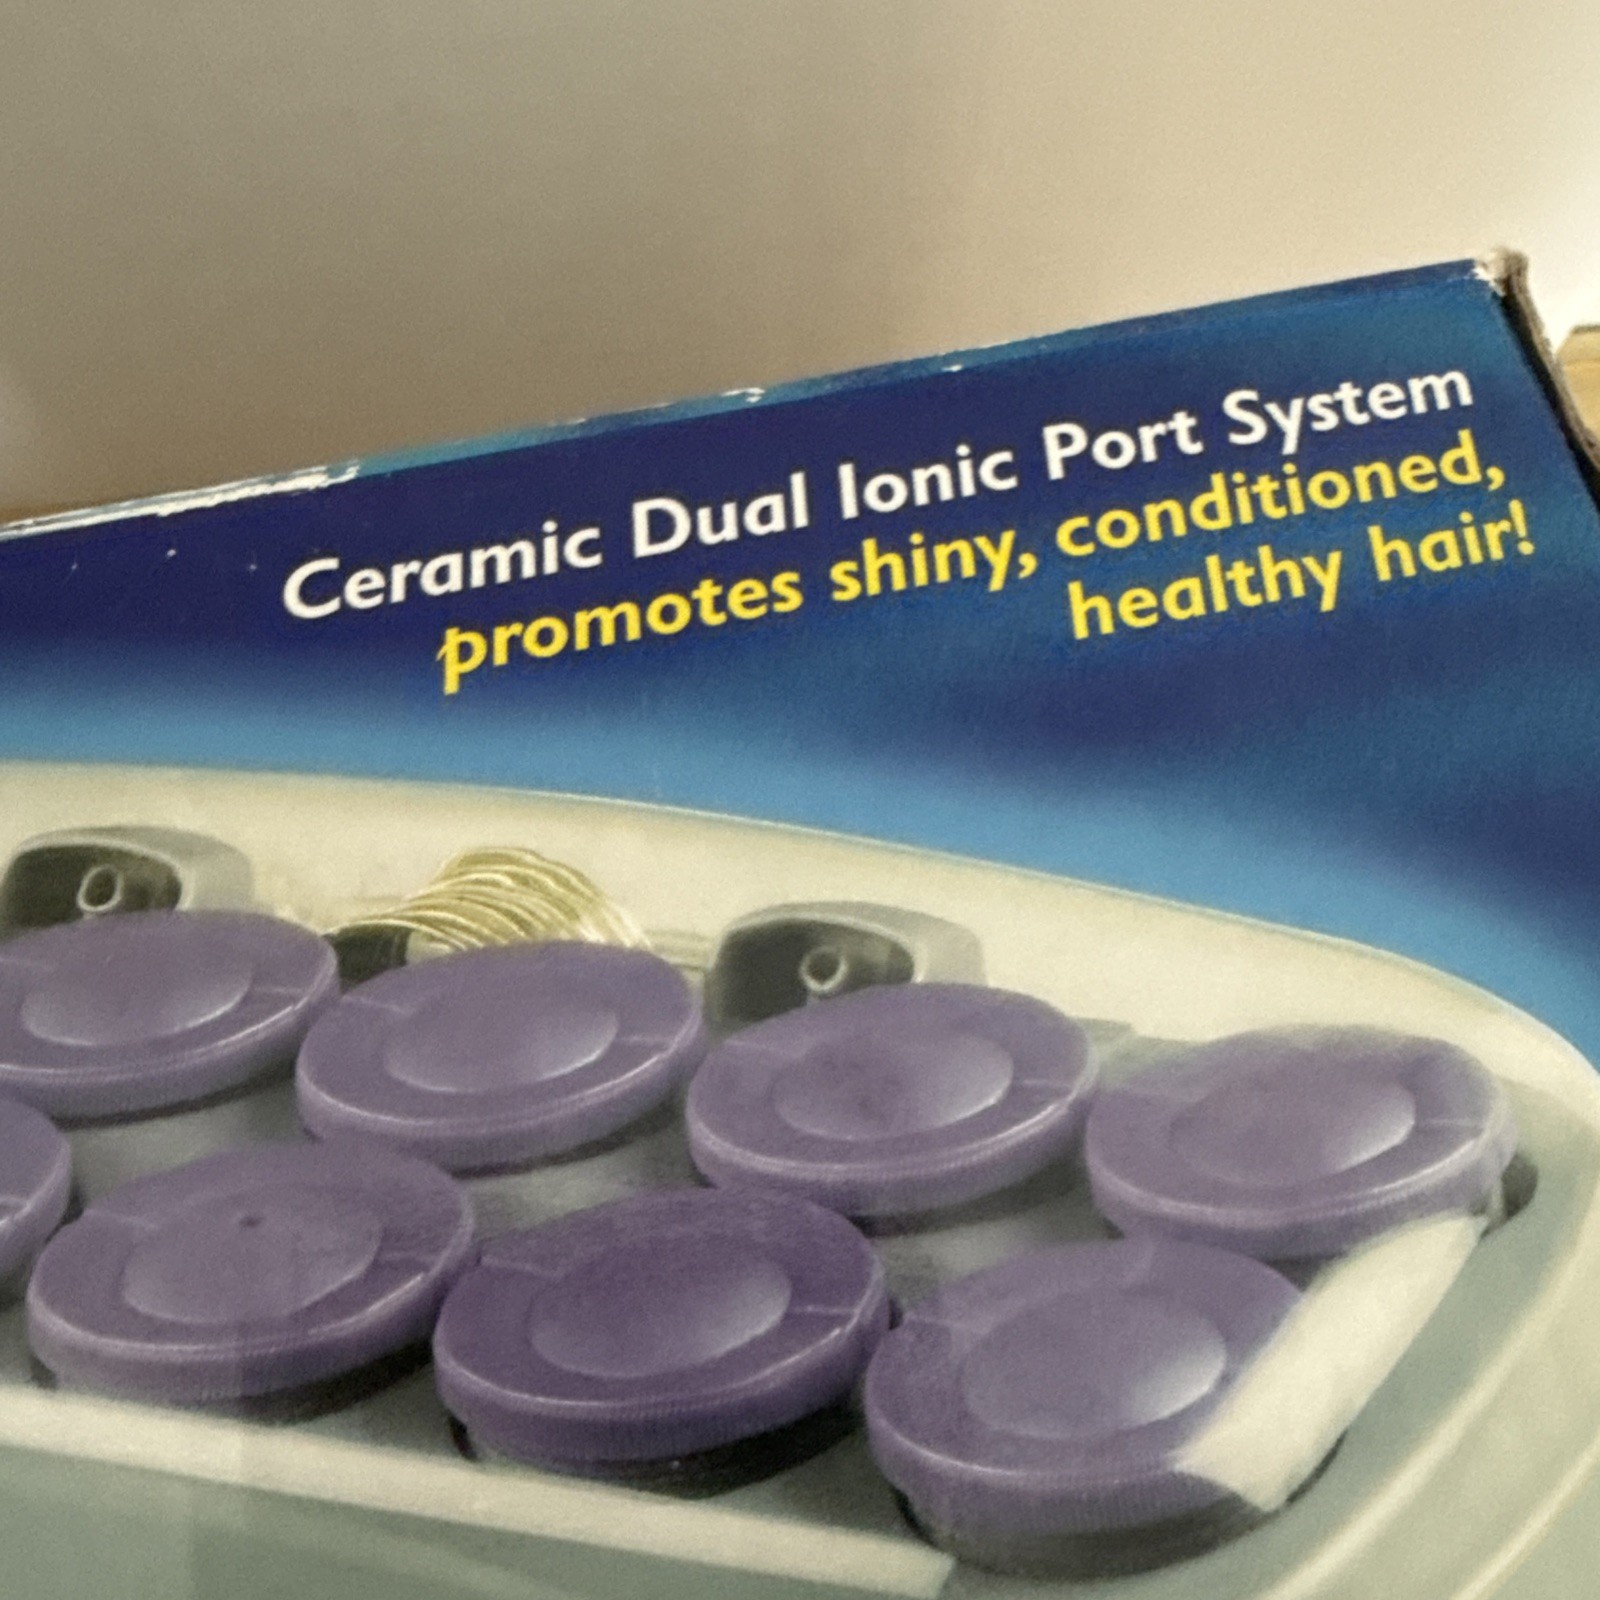 Ceramic Dual Ionic Port System
promotes shiny, conditioned,
healthy hair!